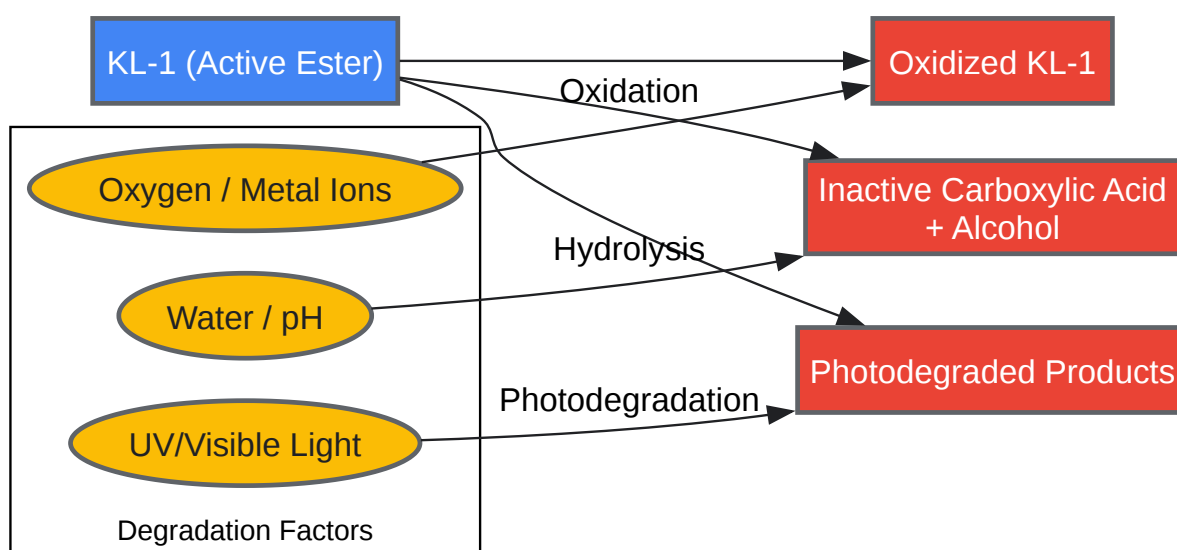 KL-1 (Active Ester)
Oxidized KL-1
Oxidation
Oxygen / Metal Ions
Inactive Carboxylic Acid
+ Alcohol
Hydrolysis
Water / pH
Photodegraded Products
Photodegradation
UV/Visible Light
Degradation Factors